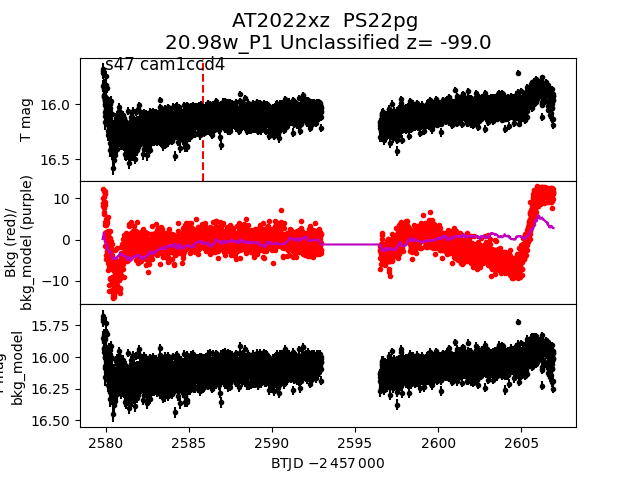 AT2022xz PS22pg
20.98w_P1 Unclassified z= -99.0
s47 cam1ccd4
T mag
16.0
16.5
Bkg (red)/
bkg_model (purple)
10
0
−10
bkg_model
15.75
16.00
16.25
16.50
2580
2585
2590
2595
2600
2605
BTJD −2 457 000